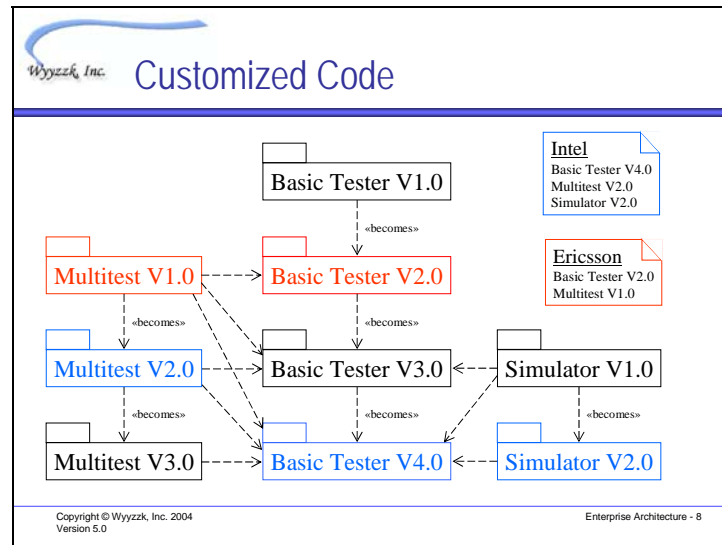 Wyyzzk, Inc.
Customized Code
Basic Tester V1.0
Intel
Basic Tester V4.0
Multitest V2.0
Simulator V2.0
«becomes»
Multitest V1.0
Basic Tester V2.0
Ericsson
Basic Tester V2.0
Multitest V1.0
«becomes»
«becomes»
Multitest V2.0
Basic Tester V3.0
Simulator V1.0
«becomes»
«becomes»
«becomes»
Multitest V3.0
Basic Tester V4.0
Simulator V2.0
Copyright © Wyyzzk, Inc. 2004
Version 5.0
Enterprise Architecture - 8